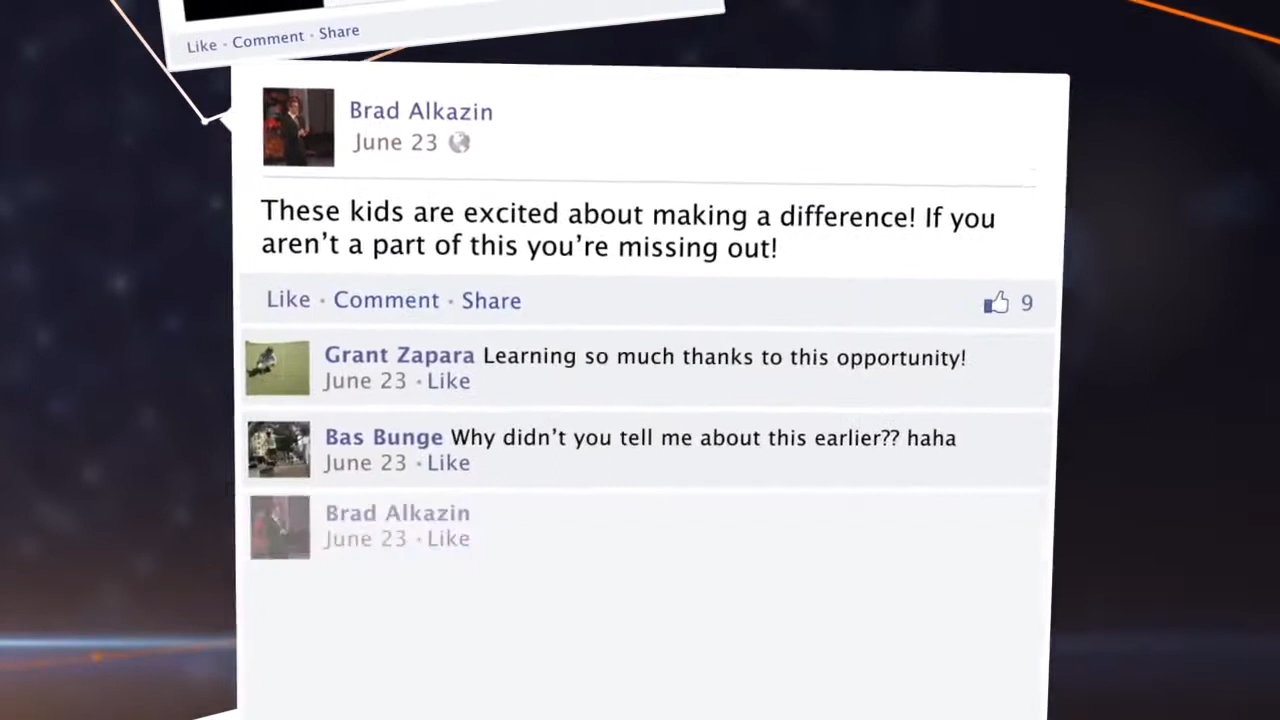 Like · Comment · Share
Brad Alkazin
June 23
These kids are excited about making a difference! If you
aren’t a part of this you’re missing out!
Like · Comment · Share
9
Grant Zapara Learning so much thanks to this opportunity!
June 23 · Like
Bas Bunge Why didn’t you tell me about this earlier?? haha
June 23 · Like
Brad Alkazin
June 23 · Like